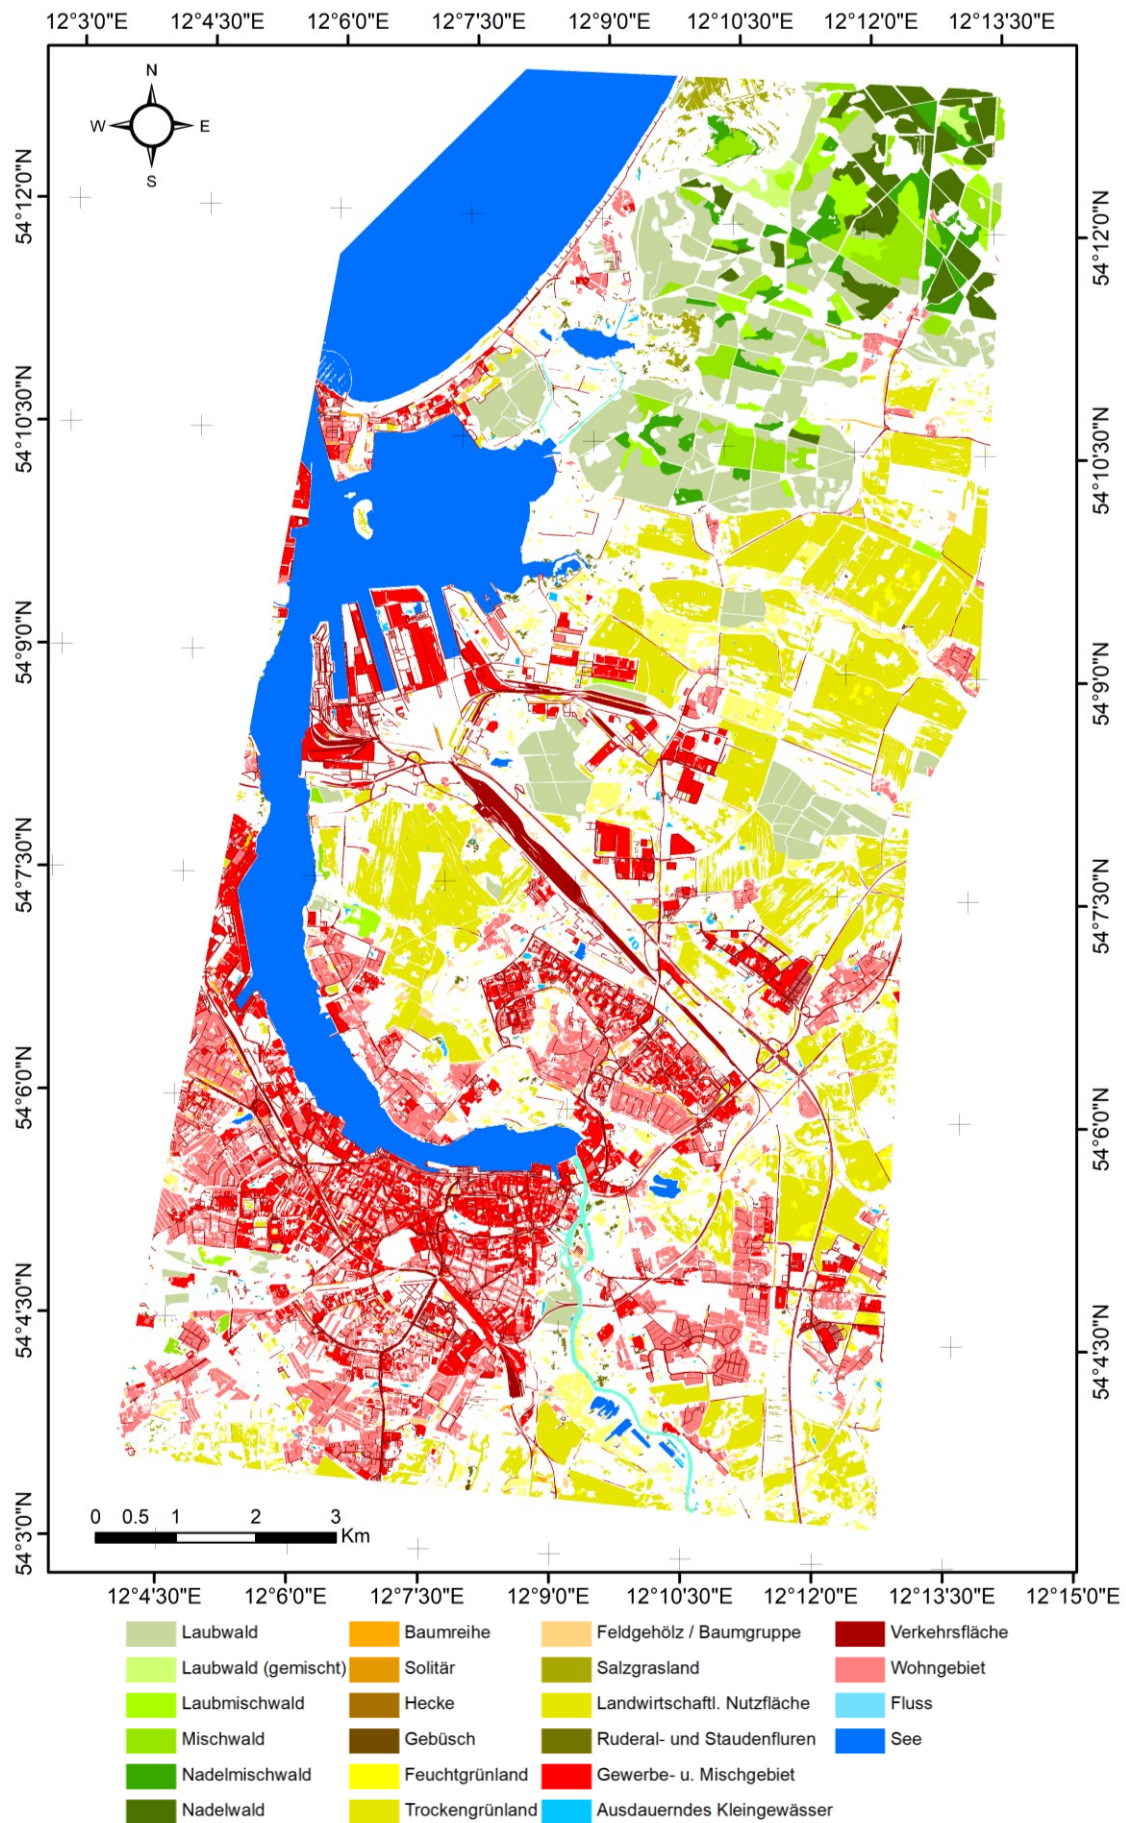 12°3'0"E 12°4'30"E 12°6'0"E 12°7'30"E 12°9'0"E 12°10'30"E 12°12'0"E 12°13'30"E
N
W E
S
54°12'0"N 54°12'0"N
54°10'30"N 54°10'30"N
54°9'0"N 54°9'0"N
54°7'30"N 54°7'30"N
54°6'0"N 54°6'0"N
54°4'30"N 54°4'30"N
54°3'0"N
0 0.5 1 2 3
Km
12°4'30"E 12°6'0"E 12°7'30"E 12°9'0"E 12°10'30"E 12°12'0"E 12°13'30"E 12°15'0"E
Laubwald Baumreihe Feldgehölz / Baumgruppe Verkehrsfläche
Laubwald (gemischt) Solitär Salzgrasland Wohngebiet
Laubmischwald Hecke Landwirtschaftl. Nutzfläche Fluss
Mischwald Gebüsch Ruderal- und Staudenfluren See
Nadelmischwald Feuchtgrünland Gewerbe- u. Mischgebiet
Nadelwald Trockengrünland Ausdauerndes Kleingewässer